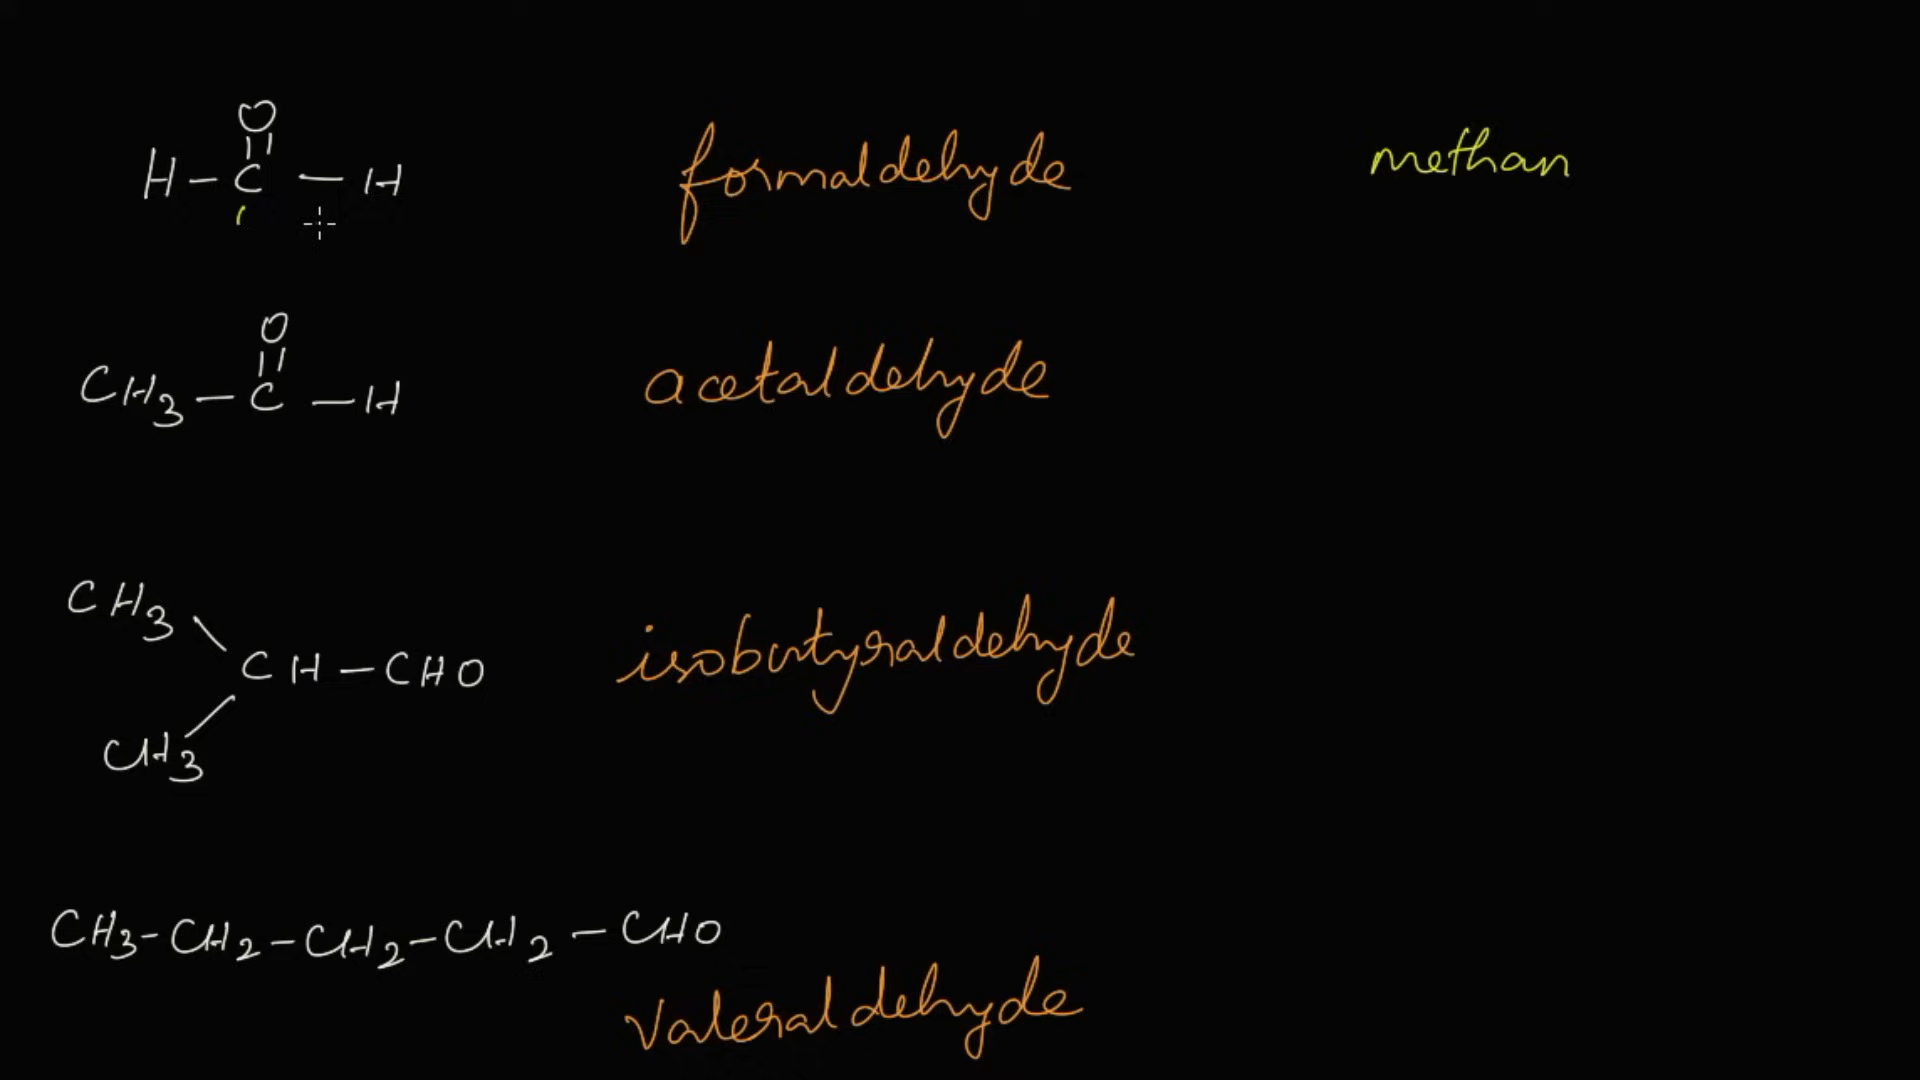 O
H – C – H formaldehyde methan
O
CH3 – C – H acetaldehyde
CH3
CH – CHO isobutyraldehyde
CH3
CH3 – CH2 – CH2 – CH2 – CHO
Valeraldehyde